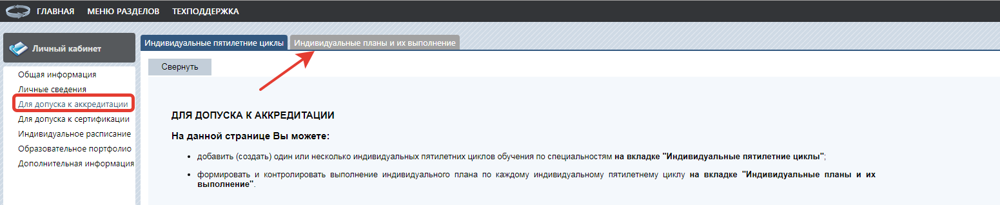 ГЛАВНАЯ МЕНЮ РАЗДЕЛОВ ТЕХПОДДЕРЖКА
Личный кабинет
Общая информация
Личные сведения
Для допуска к аккредитации
Для допуска к сертификации
Индивидуальное расписание
Образовательное портфолио
Дополнительная информация
Индивидуальные пятилетние циклы Индивидуальные планы и их выполнение
Свернуть
ДЛЯ ДОПУСКА К АККРЕДИТАЦИИ
На данной странице Вы можете:
• добавить (создать) один или несколько индивидуальных пятилетних циклов обучения по специальностям на вкладке "Индивидуальные пятилетние циклы";
• формировать и контролировать выполнение индивидуального плана по каждому индивидуальному пятилетнему циклу на вкладке "Индивидуальные планы и их
выполнение".